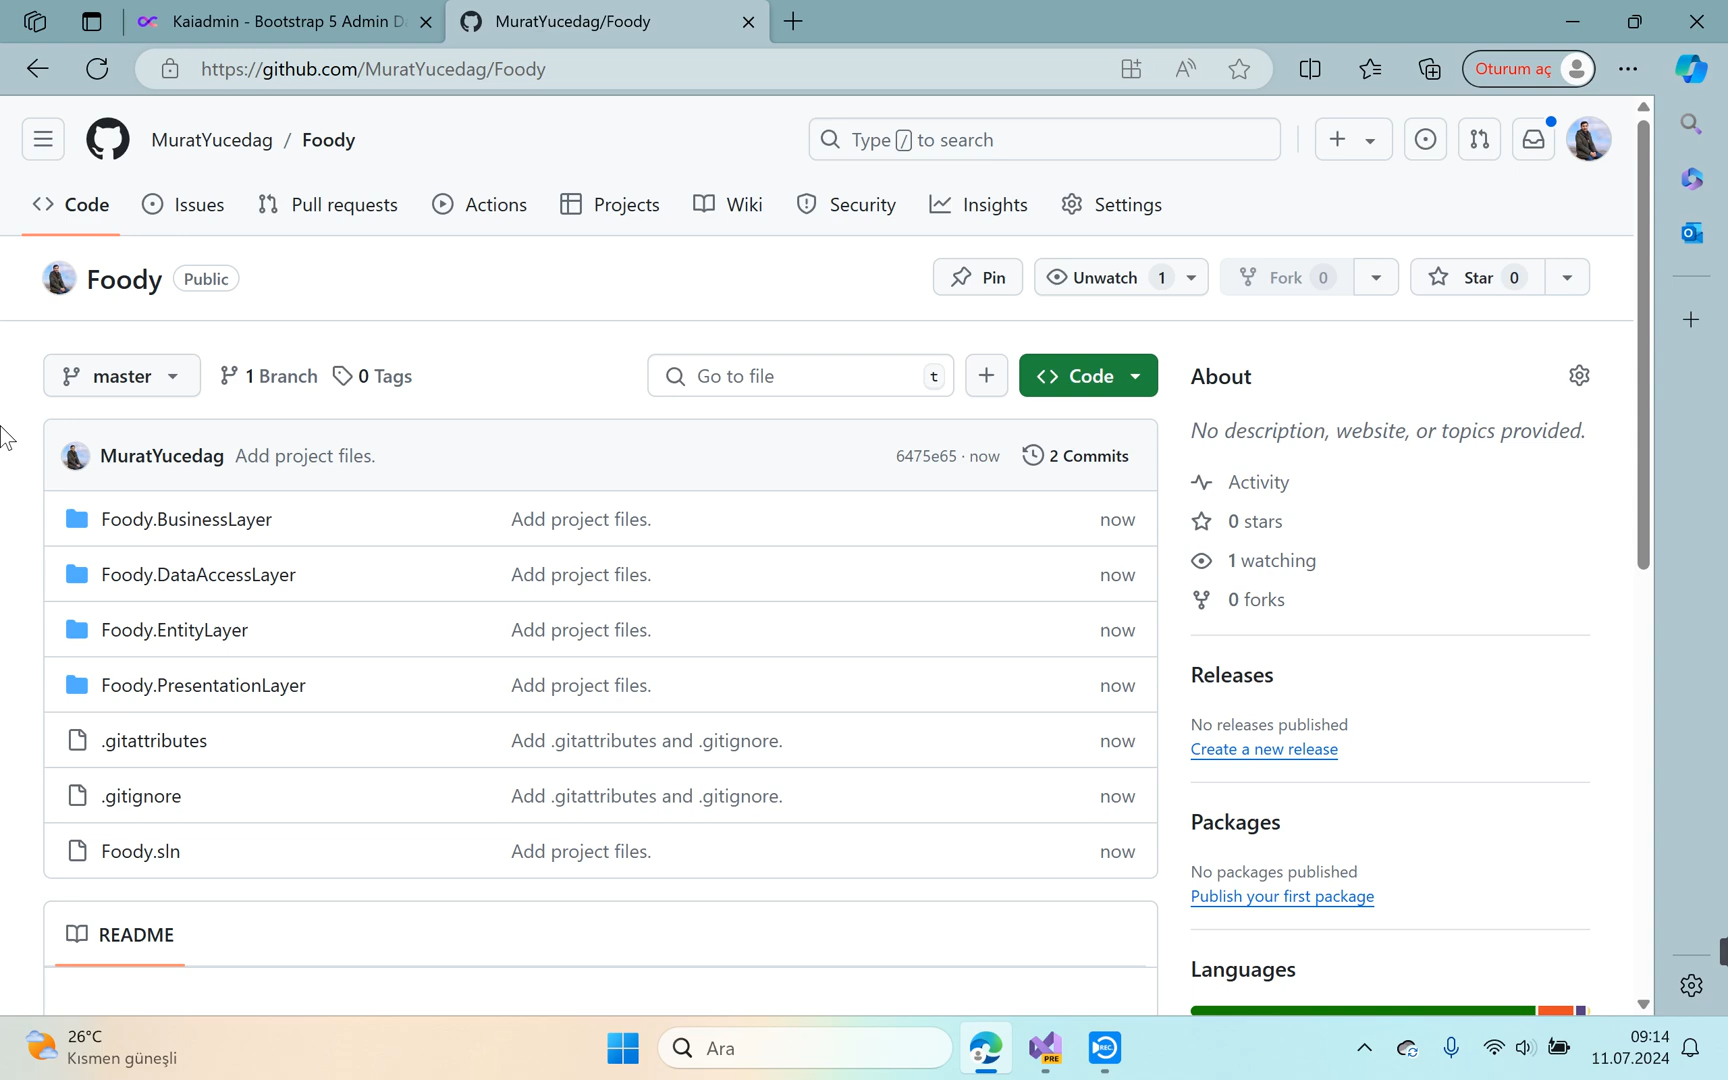 Kaiadmin - Bootstrap 5 Admin D
MuratYucedag/Foody
https://github.com/MuratYucedag/Foody
Oturum aç
MuratYucedag / Foody
Type / to search
Code
Issues
Pull requests
Actions
Projects
Wiki
Security
Insights
Settings
Foody
Public
Pin
Unwatch 1
Fork 0
Star 0
master
1 Branch
0 Tags
Go to file
t
Code
About
No description, website, or topics provided.
MuratYucedag Add project files.
6475e65 · now
2 Commits
Foody.BusinessLayer Add project files. now
Foody.DataAccessLayer Add project files. now
Foody.EntityLayer Add project files. now
Foody.PresentationLayer Add project files. now
.gitattributes Add .gitattributes and .gitignore. now
.gitignore Add .gitattributes and .gitignore. now
Foody.sln Add project files. now
README
Activity
0 stars
1 watching
0 forks
Releases
No releases published
Create a new release
Packages
No packages published
Publish your first package
Languages
26°C
Kısmen güneşli
Ara
PRE
REC
09:14
11.07.2024